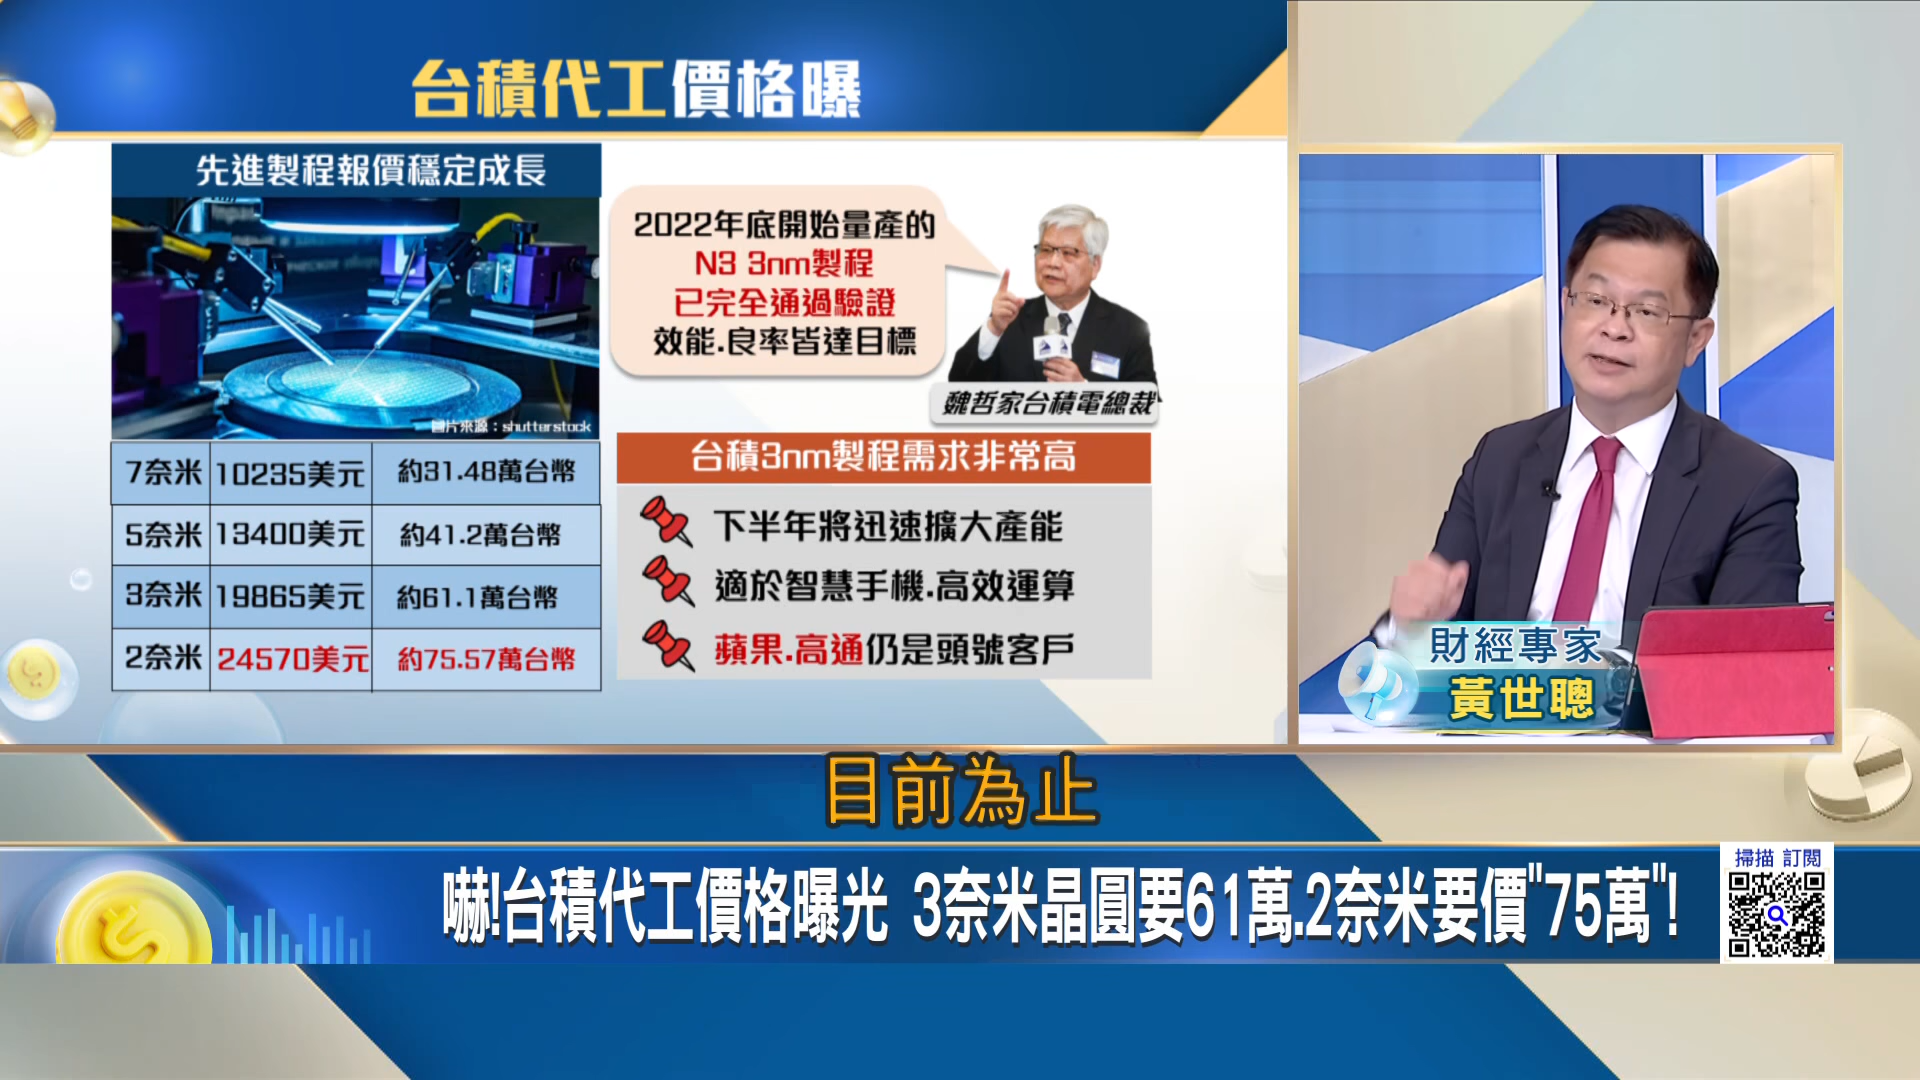 台積代工價格曝
先進製程報價穩定成長
圖片來源：shutterstock
7奈米 10235美元 約31.48萬台幣
5奈米 13400美元 約41.2萬台幣
3奈米 19865美元 約61.1萬台幣
2奈米 24570美元 約75.57萬台幣
2022年底開始量產的
N3 3nm製程
已完全通過驗證
效能.良率皆達目標
魏哲家台積電總裁
台積3nm製程需求非常高
下半年將迅速擴大產能
適於智慧手機.高效運算
蘋果.高通仍是頭號客戶
財經專家
黃世聰
目前為止
嚇!台積代工價格曝光 3奈米晶圓要61萬.2奈米要價"75萬"!
掃描 訂閱